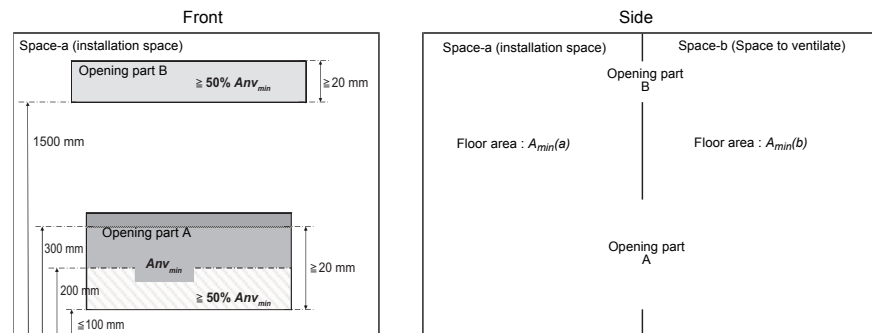 Front
Space-a (installation space)
Opening part B
≧ 50% Anvmin
≧20 mm
1500 mm
Opening part A
300 mm
Anvmin
≧20 mm
200 mm
≧ 50% Anvmin
≦100 mm
Side
Space-a (installation space)
Space-b (Space to ventilate)
Opening part
B
Floor area : Amin(a)
Floor area : Amin(b)
Opening part
A